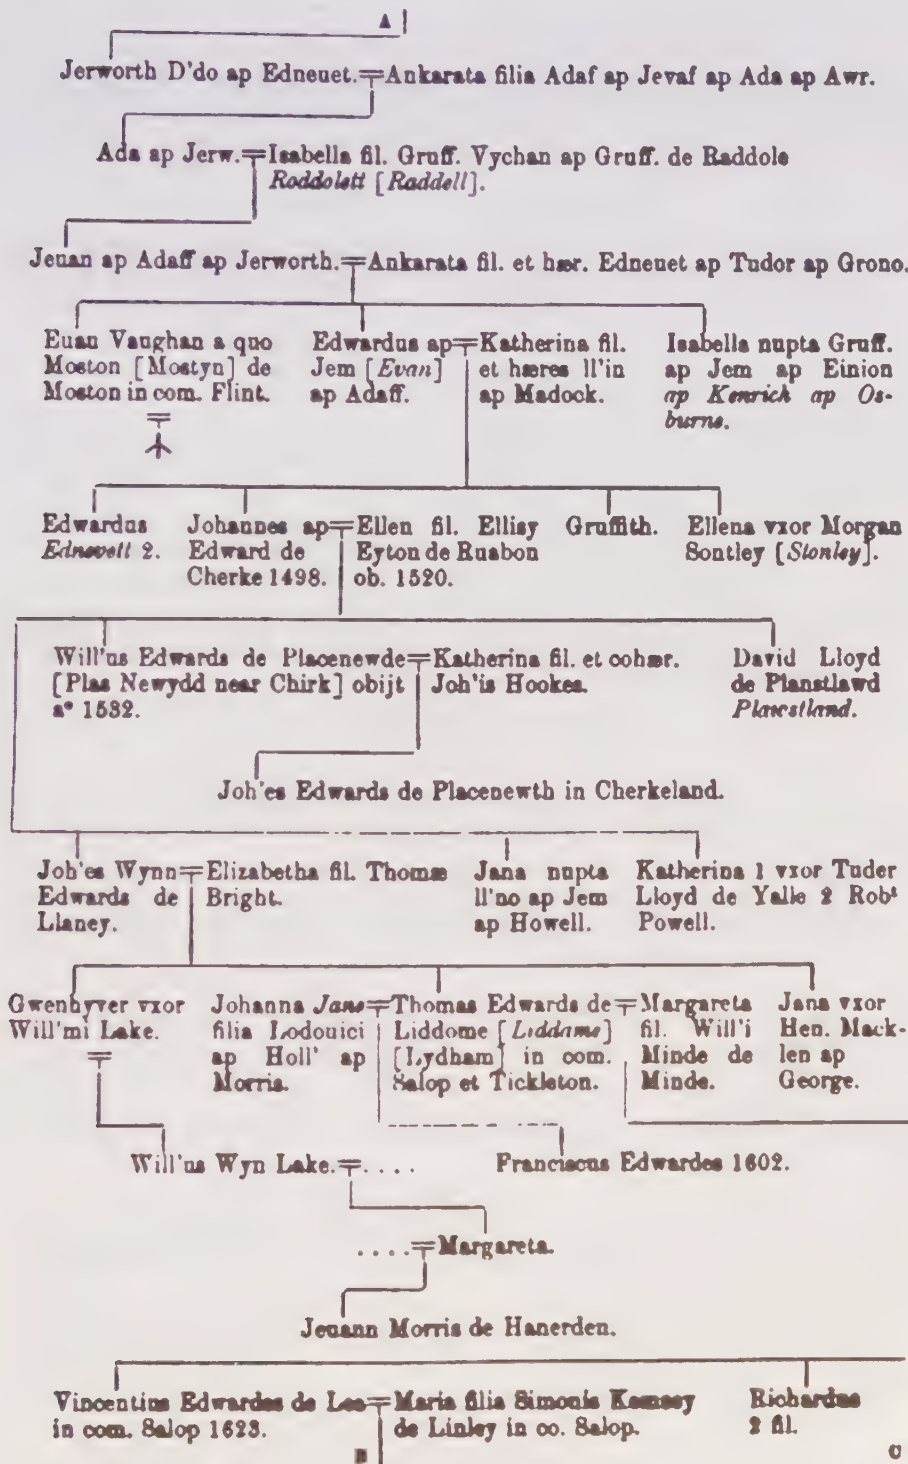 A
Jerworth D'do ap Edneuet.
Ankarata filia Adaf ap Jevaf ap Ada ap Awr.
Ada ap Jerw.
Isabella fil. Gruff. Vychan ap Gruff. de Raddole
Roddolett [Raddell].
Jeuan ap Adaff ap Jerworth.
Ankarata fil. et hær. Edneuet ap Tudor ap Grono.
Euan Vaughan a quo
Moston [Mostyn] de
Moston in com. Flint.
Edwardus ap
Jem [Evan]
ap Adaff.
Katherina fil.
et hæres ll'in
ap Madock.
Isabella nupta Gruff.
ap Jem ap Einion
ap Kenrich ap Os-
burne.
Edwardus
Ednevett 2.
Johannes ap
Edward de
Cherke 1498.
Ellen fil. Ellisy
Eyton de Ruabon
ob. 1520.
Gruffith.
Ellena vxor Morgan
Sontley [Stonley].
Will'us Edwards de Placenewde
[Plas Newydd near Chirk] obijt
a° 1532.
Katherina fil. et cohær.
Joh'is Hookes.
David Lloyd
de Planstlawd
Planestland.
Joh'es Edwards de Placenewth in Cherkeland.
Joh'es Wynn
Edwards de
Llaney.
Elizabetha fil. Thomæ
Bright.
Jana nupta
ll'no ap Jem
ap Howell.
Katherina 1 vxor Tuder
Lloyd de Yalle 2 Robt
Powell.
Gwenhyver vxor
Will'mi Lake.
Johanna Jane
filia Lodouici
ap Holl' ap
Morris.
Thomas Edwards de
Liddome [Liddame]
[Lydham] in com.
Salop et Tickleton.
Margareta
fil. Will'i
Minde de
Minde.
Jana vxor
Hen. Mack-
len ap
George.
Will'us Wyn Lake.
....
Franciscus Edwardes 1602.
....
Margareta.
Jeuann Morris de Hanerden.
Vincentius Edwardes de Lea
in com. Salop 1623.
Maria filia Simonis Kemsey
de Linley in co. Salop.
Richardus
2 fil.
B
C